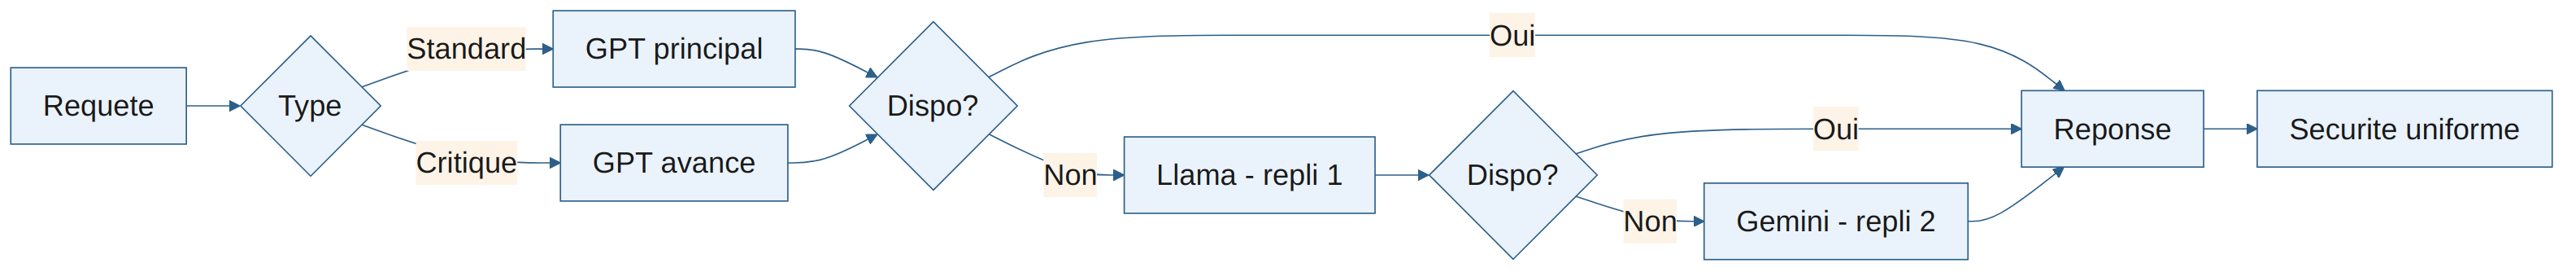 Requete
Type
Standard
Critique
GPT principal
GPT avance
Dispo?
Oui
Non
Llama - repli 1
Dispo?
Oui
Non
Gemini - repli 2
Reponse
Securite uniforme